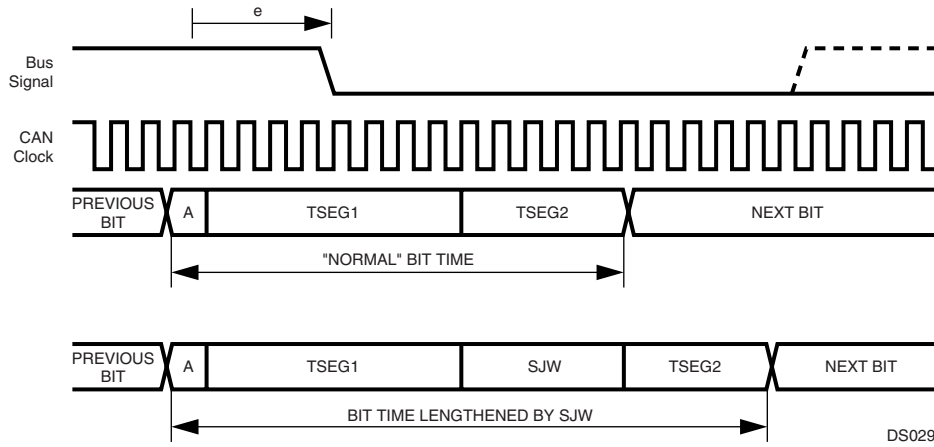 e
Bus
Signal
CAN
Clock
PREVIOUS
BIT
A
TSEG1
TSEG2
NEXT BIT
"NORMAL" BIT TIME
PREVIOUS
BIT
A
TSEG1
SJW
TSEG2
NEXT BIT
BIT TIME LENGTHENED BY SJW
DS029